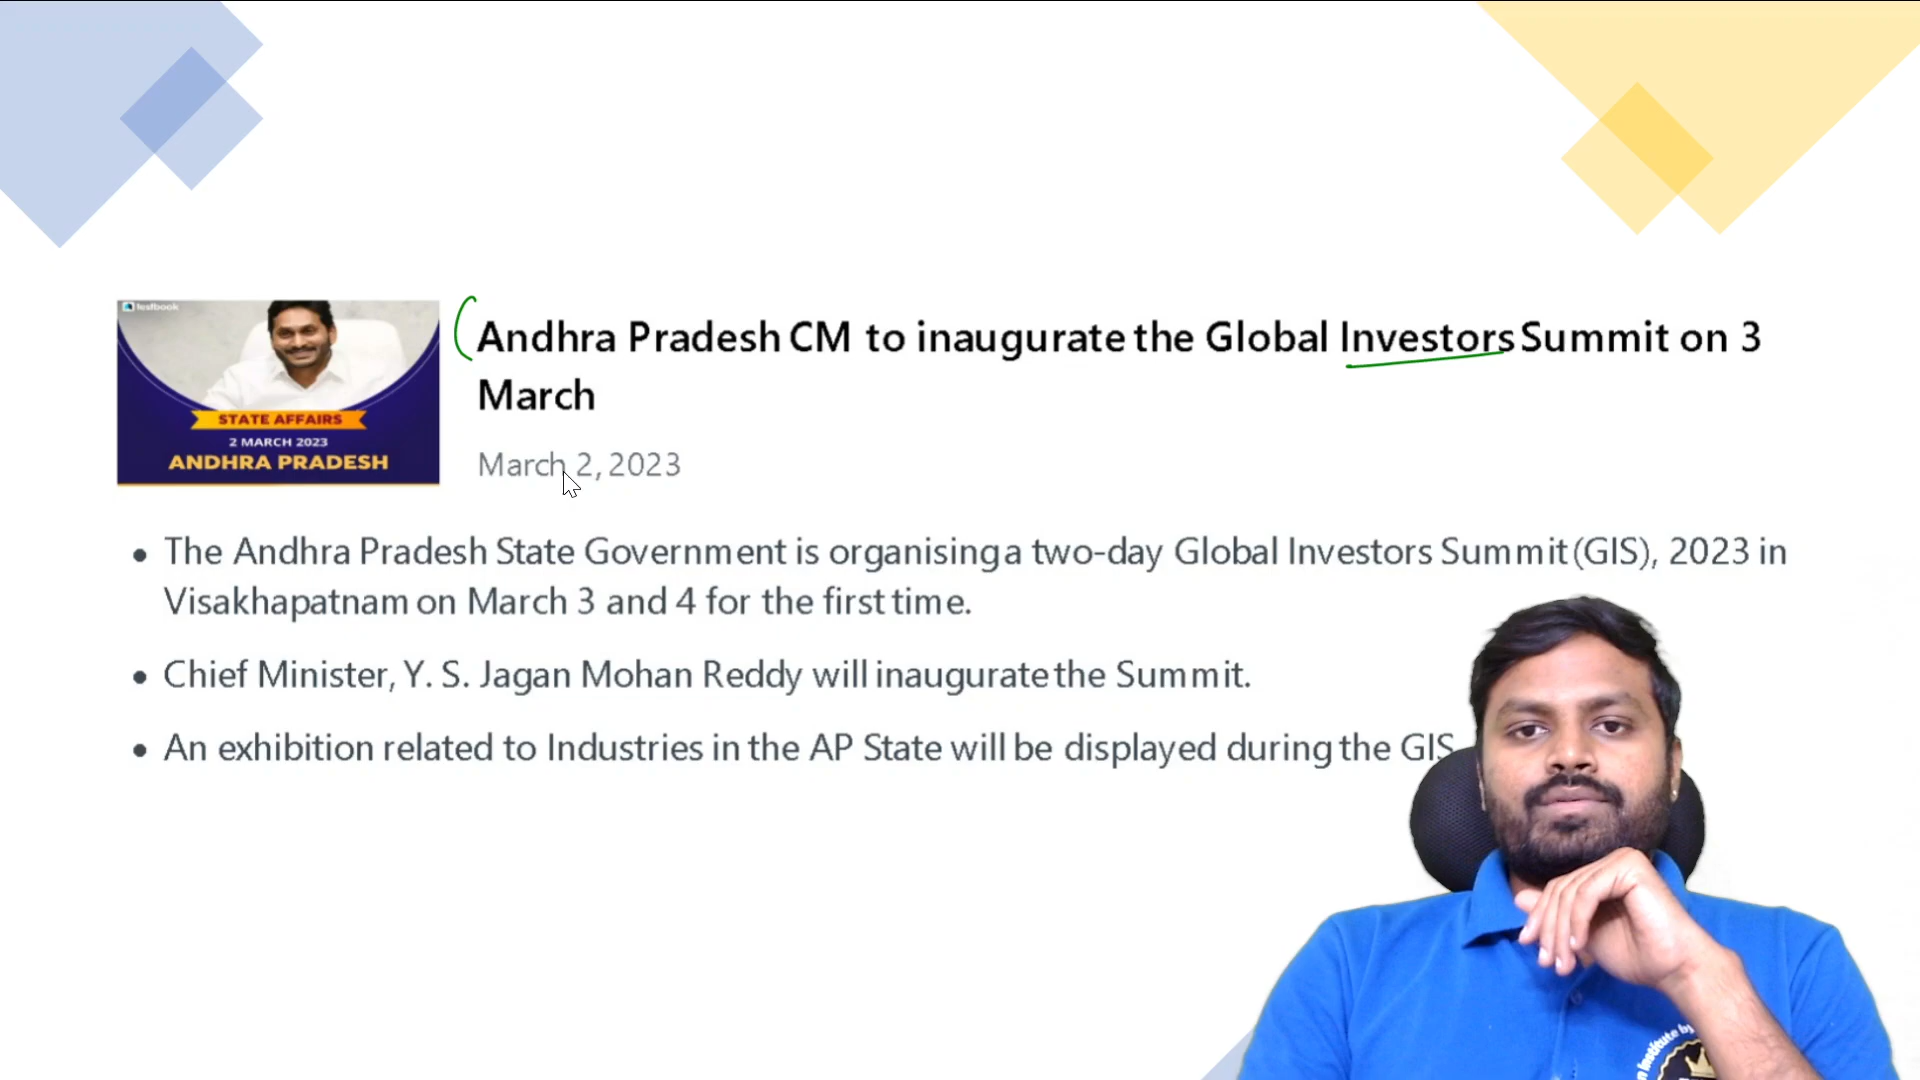 testbook
STATE AFFAIRS
2 MARCH 2023
ANDHRA PRADESH
Andhra Pradesh CM to inaugurate the Global Investors Summit on 3
March
March 2, 2023
• The Andhra Pradesh State Government is organising a two-day Global Investors Summit (GIS), 2023 in
Visakhapatnam on March 3 and 4 for the first time.
• Chief Minister, Y. S. Jagan Mohan Reddy will inaugurate the Summit.
• An exhibition related to Industries in the AP State will be displayed during the GIS
institute by